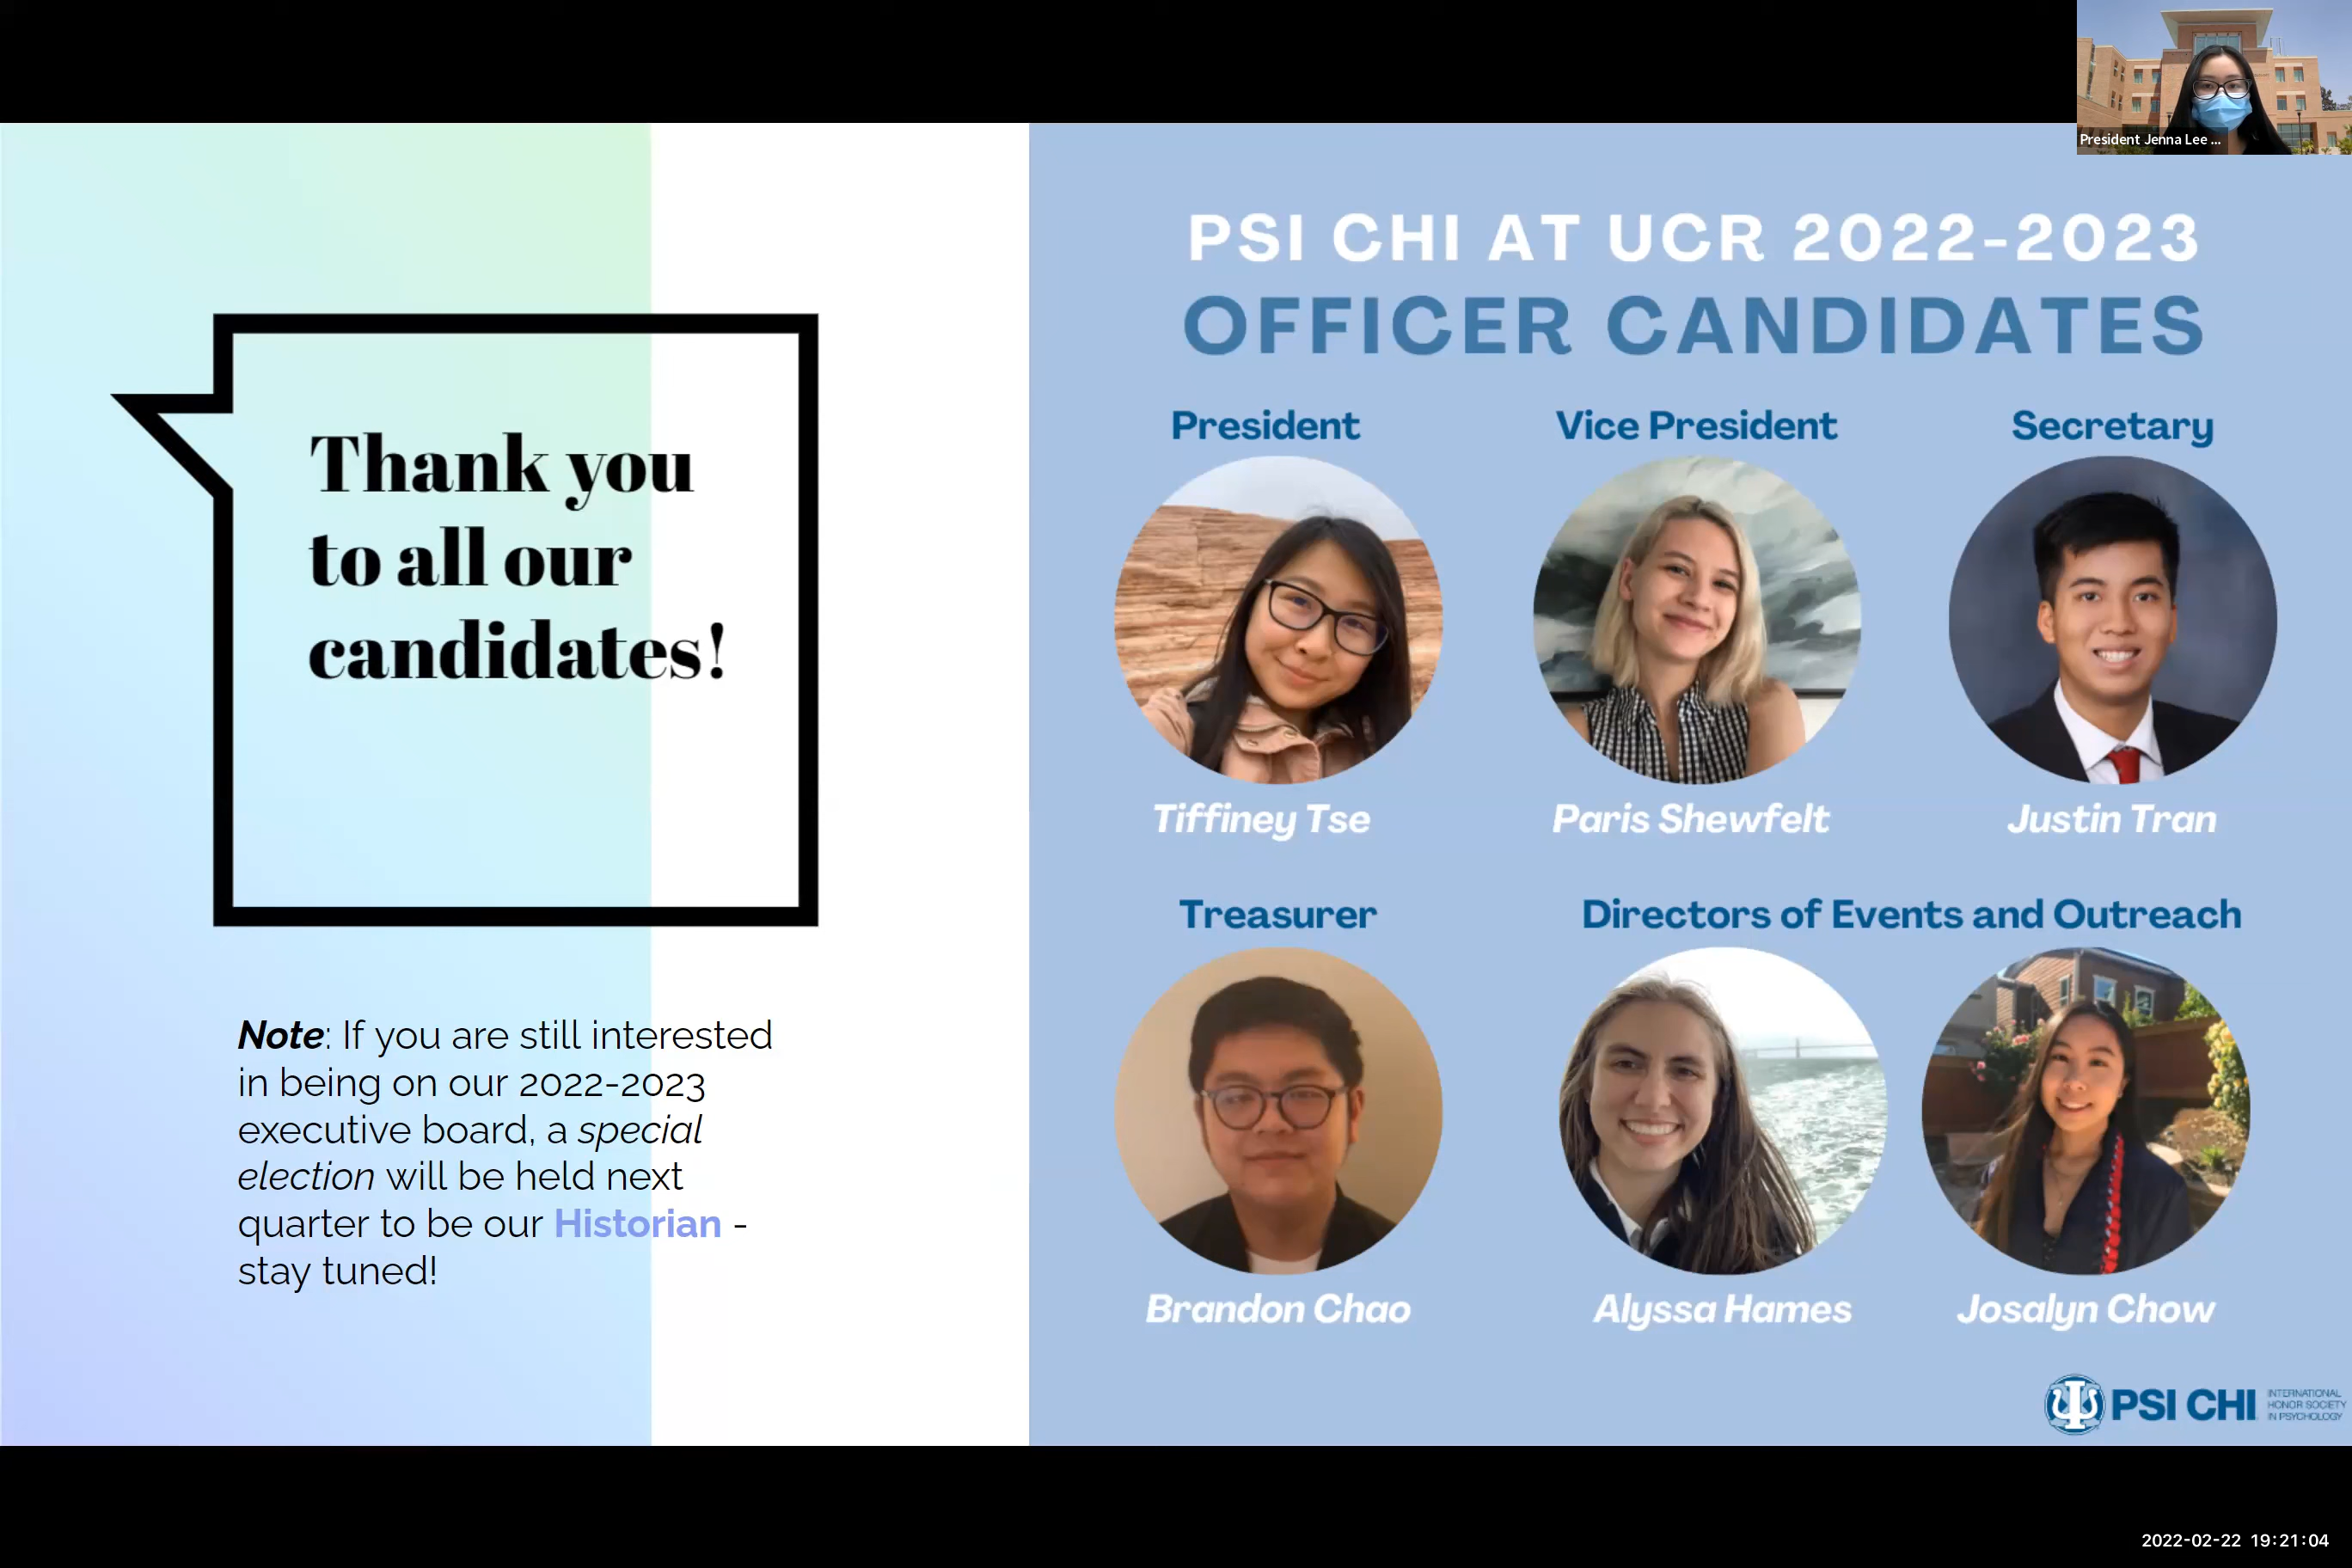 President Jenna Lee ...
Thank you
to all our
candidates!
Note: If you are still interested
in being on our 2022-2023
executive board, a special
election will be held next
quarter to be our Historian -
stay tuned!
PSI CHI AT UCR 2022-2023
OFFICER CANDIDATES
President
Vice President
Secretary
Tiffiney Tse
Paris Shewfelt
Justin Tran
Treasurer
Directors of Events and Outreach
Brandon Chao
Alyssa Hames
Josalyn Chow
PSI CHI
INTERNATIONAL
HONOR SOCIETY
IN PSYCHOLOGY
2022-02-22 19:21:04